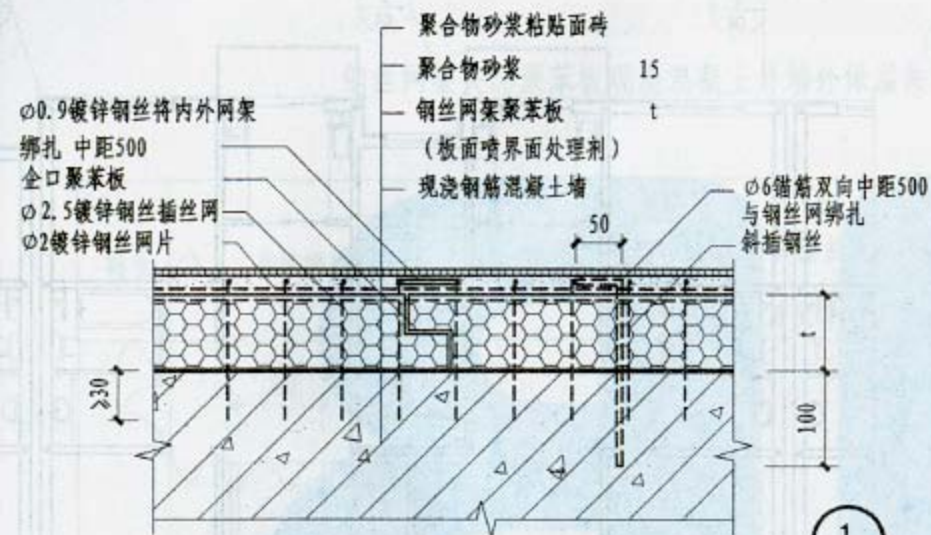 聚合物砂浆粘贴面砖
聚合物砂浆 15
钢丝网架聚苯板 t
（板面喷界面处理剂）
现浇钢筋混凝土墙
∅0.9镀锌钢丝将内外网架
绑扎 中距500
企口聚苯板
∅2.5镀锌钢丝插丝网
∅2镀锌钢丝网片
∅6锚筋双向中距500
与钢丝网绑扎
斜插钢丝
50
≥30
t
100
1